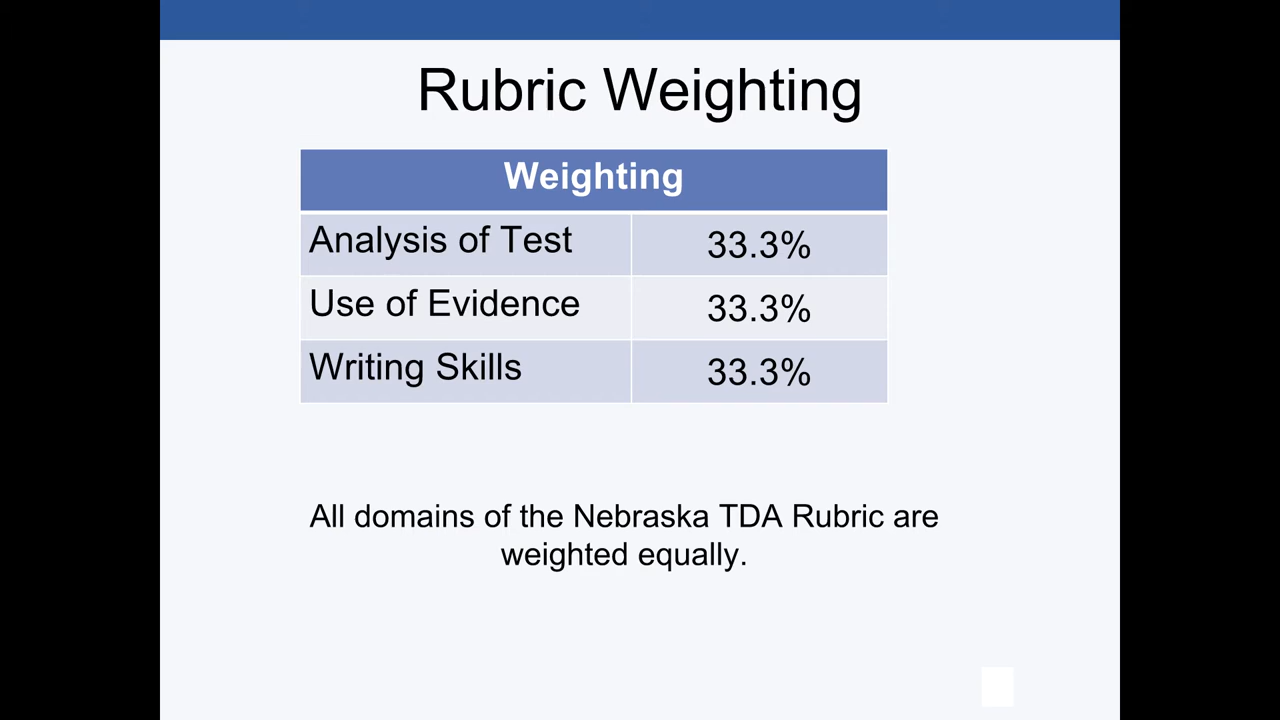 Rubric Weighting
Weighting
Analysis of Test 33.3%
Use of Evidence 33.3%
Writing Skills 33.3%
All domains of the Nebraska TDA Rubric are
weighted equally.